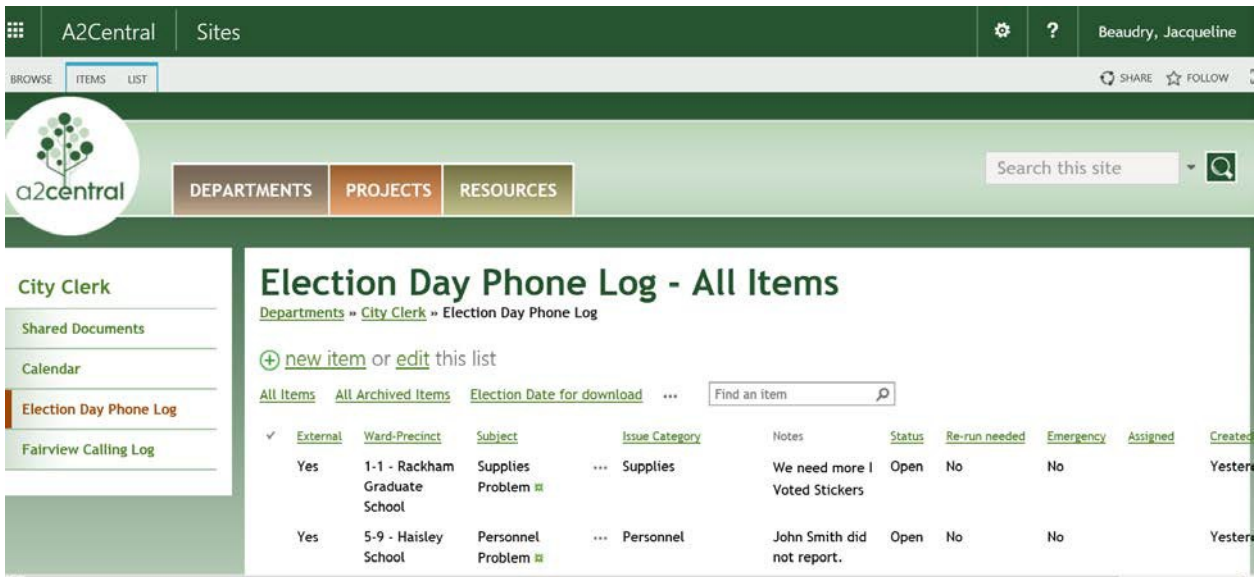 A2Central Sites ? Beaudry, Jacqueline
BROWSE ITEMS LIST SHARE FOLLOW
a2central
DEPARTMENTS PROJECTS RESOURCES
Search this site
City Clerk
Shared Documents
Calendar
Election Day Phone Log
Fairview Calling Log
Election Day Phone Log - All Items
Departments » City Clerk » Election Day Phone Log
new item or edit this list
All Items All Archived Items Election Date for download ... Find an item
External Ward-Precinct Subject Issue Category Notes Status Re-run needed Emergency Assigned Created
Yes 1-1 - Rackham Supplies ... Supplies We need more I Open No No Yester
Graduate Problem Voted Stickers
School
Yes 5-9 - Haisley Personnel ... Personnel John Smith did Open No No Yester
School Problem not report.